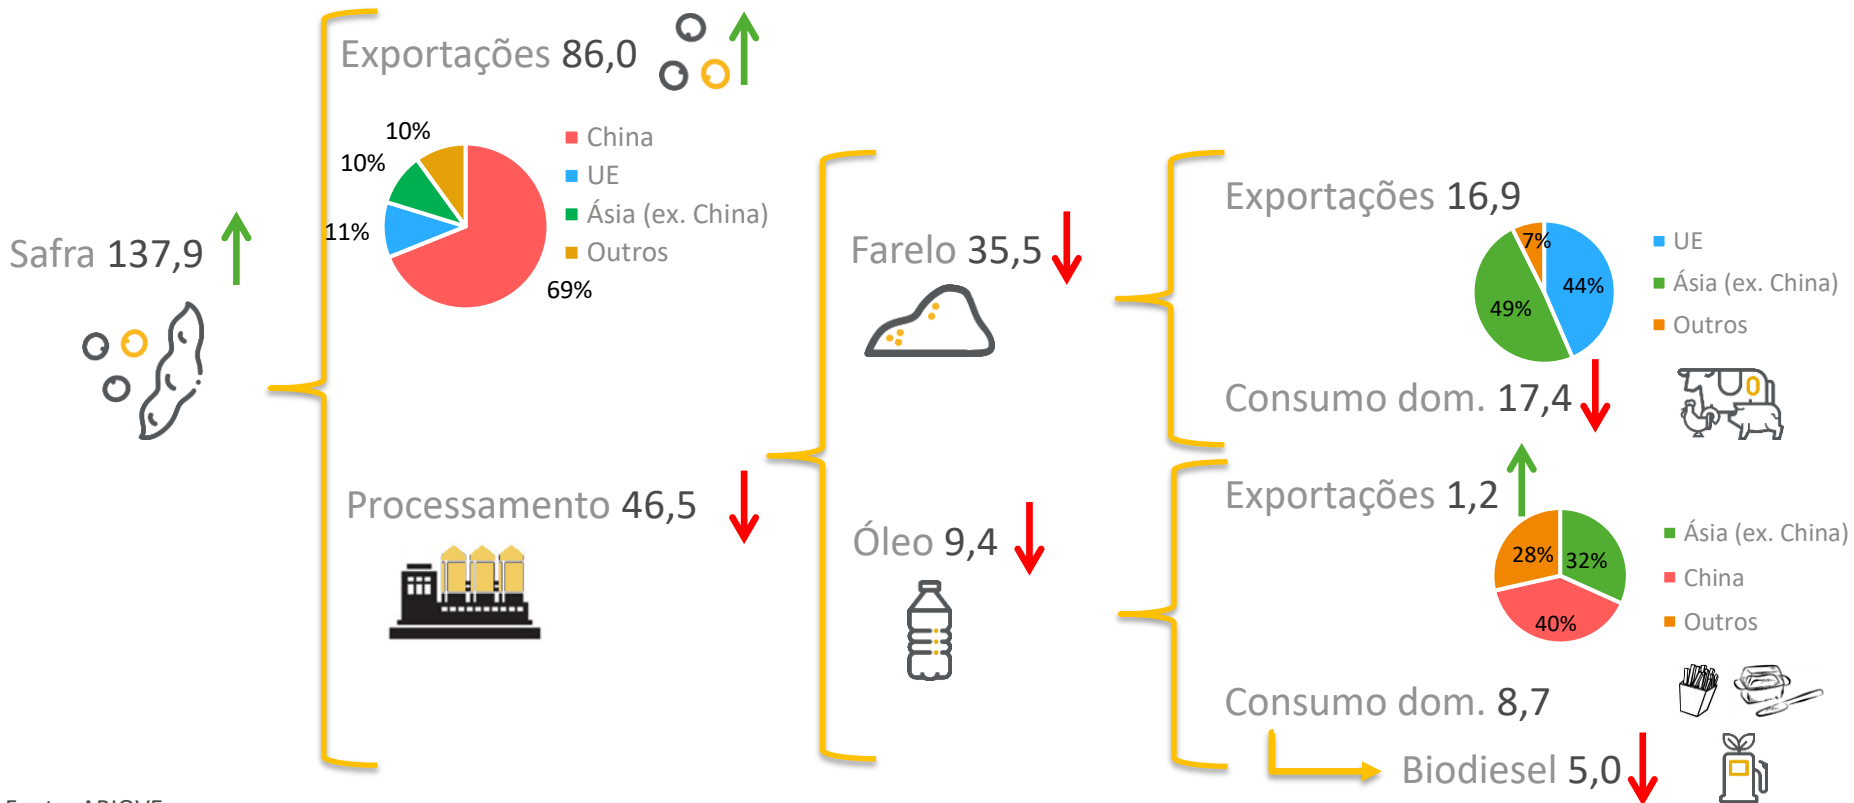 Exportações 86,0
10%
10%
11%
69%
China
UE
Ásia (ex. China)
Outros
Safra 137,9
Processamento 46,5
Farelo 35,5
Óleo 9,4
Exportações 16,9
7%
44%
49%
UE
Ásia (ex. China)
Outros
Consumo dom. 17,4
Exportações 1,2
28%
32%
40%
Ásia (ex. China)
China
Outros
Consumo dom. 8,7
Biodiesel 5,0